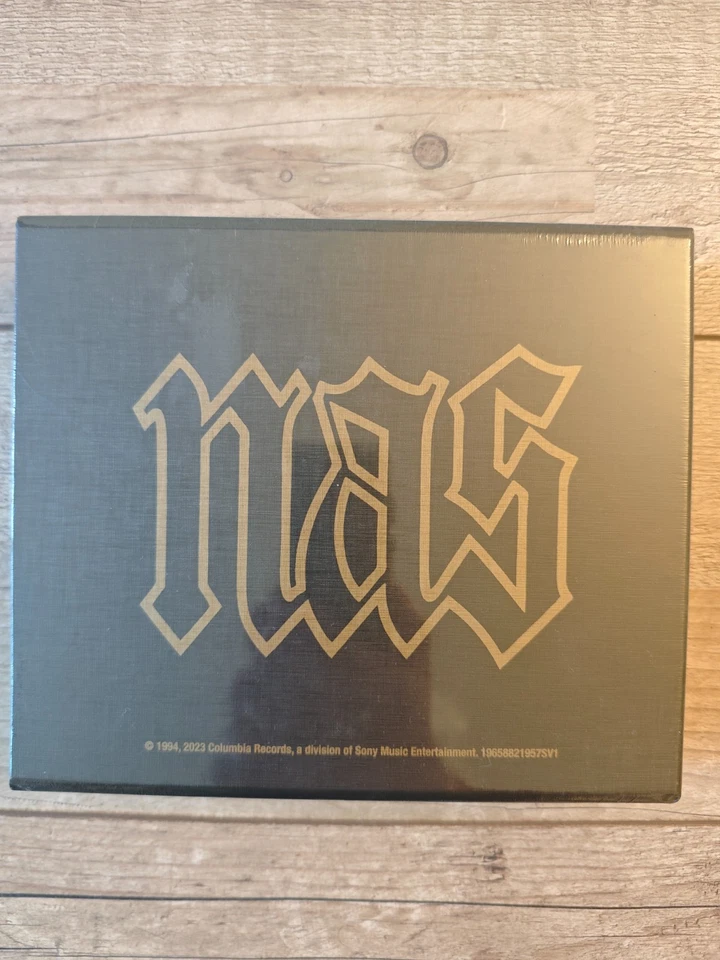 nas
© 1994, 2023 Columbia Records, a division of Sony Music Entertainment. 19658821957SV1